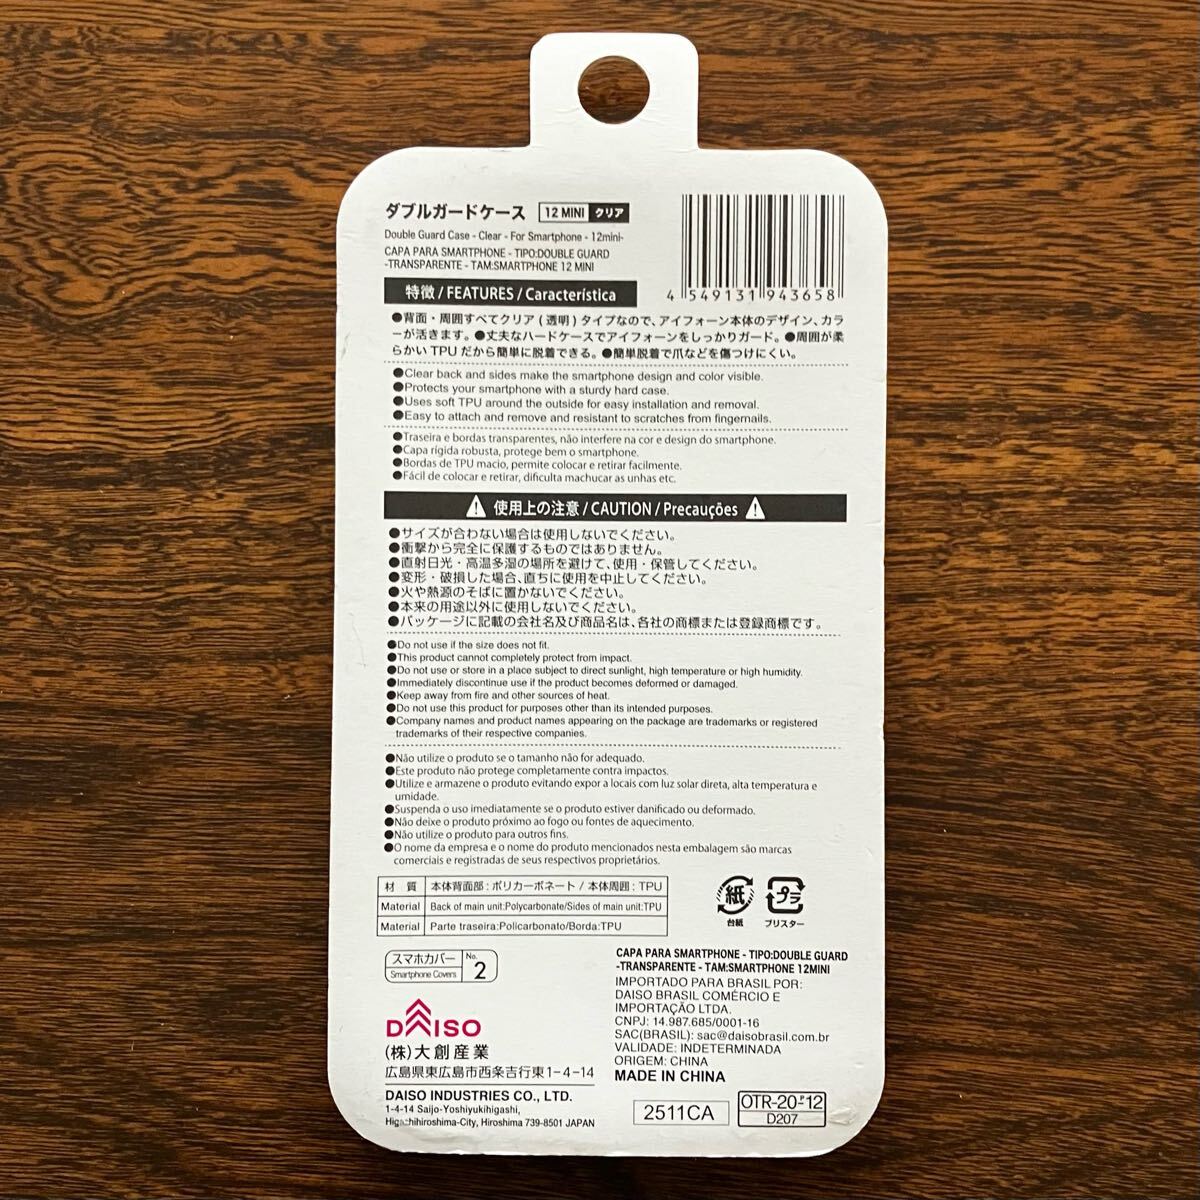 ダブルガードケース 12 MINI クリア
Double Guard Case - Clear - For Smartphone - 12mini-
CAPA PARA SMARTPHONE - TIPO:DOUBLE GUARD
-TRANSPARENTE - TAM:SMARTPHONE 12 MINI
4 549131 943658
特徴 / FEATURES / Característica
●背面・周囲すべてクリア ( 透明 ) タイプなので、アイフォーン本体のデザイン、カラ
ーが活きます。●丈夫なハードケースでアイフォーンをしっかりガード。●周囲が柔
らかい TPU だから簡単に脱着できる。●簡単脱着で爪などを傷つけにくい。
●Clear back and sides make the smartphone design and color visible.
●Protects your smartphone with a sturdy hard case.
●Uses soft TPU around the outside for easy installation and removal.
●Easy to attach and remove and resistant to scratches from fingernails.
●Traseira e bordas transparentes, não interfere na cor e design do smartphone.
●Capa rígida robusta, protege bem o smartphone.
●Bordas de TPU macio, permite colocar e retirar facilmente.
●Fácil de colocar e retirar, dificulta machucar as unhas etc.
使用上の注意 / CAUTION / Precauções
●サイズが合わない場合は使用しないでください。
●衝撃から完全に保護するものではありません。
●直射日光・高温多湿の場所を避けて、使用・保管してください。
●変形・破損した場合、直ちに使用を中止してください。
●火や熱源のそばに置かないでください。
●本来の用途以外に使用しないでください。
●パッケージに記載の会社名及び商品名は、各社の商標または登録商標です。
●Do not use if the size does not fit.
●This product cannot completely protect from impact.
●Do not use or store in a place subject to direct sunlight, high temperature or high humidity.
●Immediately discontinue use if the product becomes deformed or damaged.
●Keep away from fire and other sources of heat.
●Do not use this product for purposes other than its intended purposes.
●Company names and product names appearing on the package are trademarks or registered
trademarks of their respective companies.
●Não utilize o produto se o tamanho não for adequado.
●Este produto não protege completamente contra impactos.
●Utilize e armazene o produto evitando expor a locais com luz solar direta, alta temperatura e
umidade.
●Suspenda o uso imediatamente se o produto estiver danificado ou deformado.
●Não deixe o produto próximo ao fogo ou fontes de aquecimento.
●Não utilize o produto para outros fins.
●O nome da empresa e o nome do produto mencionados nesta embalagem são marcas
comerciais e registradas de seus respectivos proprietários.
材 質 本体背面部 : ポリカーボネート / 本体周囲 : TPU
Material Back of main unit:Polycarbonate/Sides of main unit:TPU
Material Parte traseira:Policarbonato/Borda:TPU
紙 プラ
台紙 ブリスター
スマホカバー No. 2
Smartphone Covers
CAPA PARA SMARTPHONE - TIPO:DOUBLE GUARD
-TRANSPARENTE - TAM:SMARTPHONE 12MINI
IMPORTADO PARA BRASIL POR:
DAISO BRASIL COMÉRCIO E
IMPORTAÇÃO LTDA.
CNPJ: 14.987.685/0001-16
SAC(BRASIL): sac@daisobrasil.com.br
VALIDADE: INDETERMINADA
ORIGEM: CHINA
MADE IN CHINA
DAISO
(株)大創産業
広島県東広島市西条吉行東1-4-14
DAISO INDUSTRIES CO., LTD.
1-4-14 Saijo-Yoshiyukihigashi,
Higashihiroshima-City, Hiroshima 739-8501 JAPAN
2511CA
D207